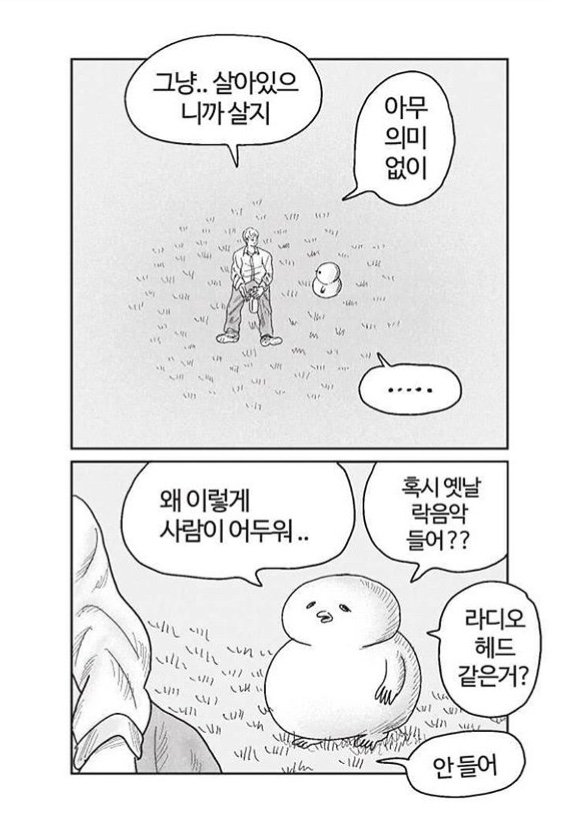 그냥.. 살아있으
니까 살지
아무
의미
없이
.....
왜 이렇게
사람이 어두워..
혹시 옛날
락음악
들어??
라디오
헤드
같은거?
안 들어